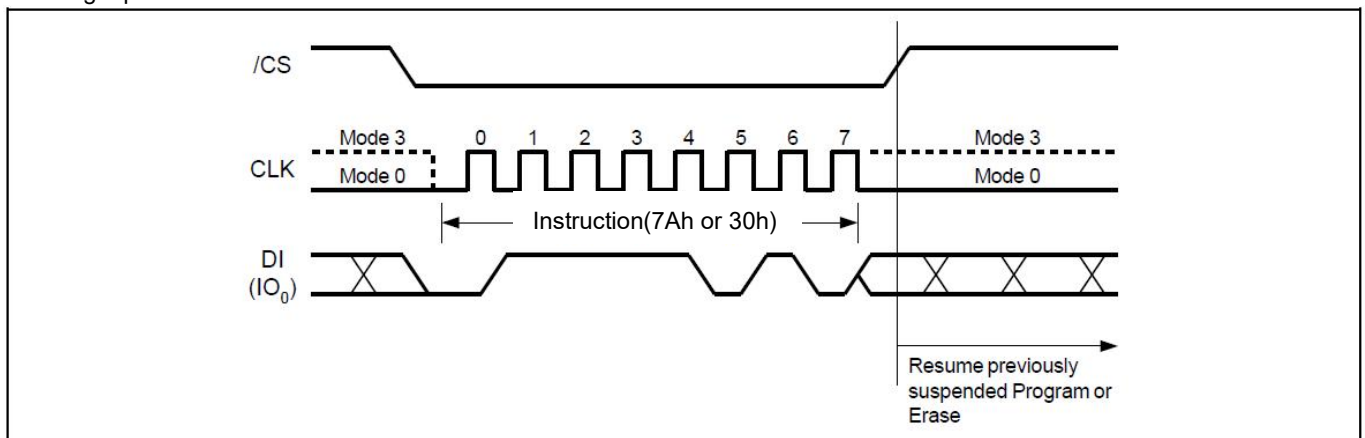 /CS
Mode 3 0 1 2 3 4 5 6 7 Mode 3
CLK
Mode 0 Mode 0
Instruction(7Ah or 30h)
DI
(IO0)
Resume previously
suspended Program or
Erase